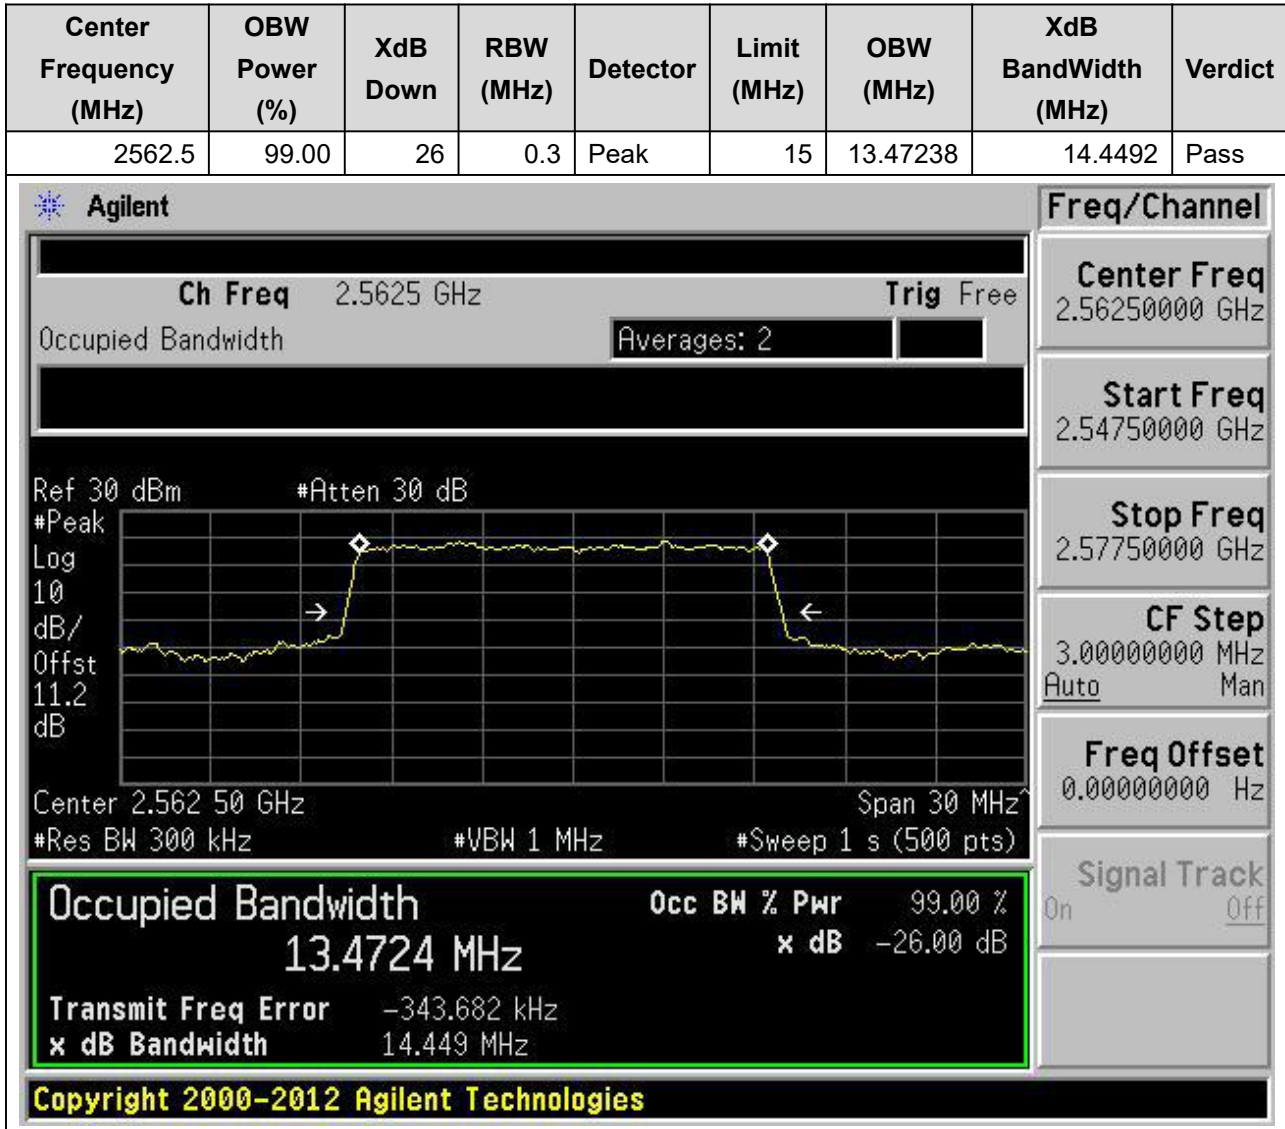 Center Frequency (MHz) OBW Power (%) XdB Down RBW (MHz) Detector Limit (MHz) OBW (MHz) XdB BandWidth (MHz) Verdict
2562.5 99.00 26 0.3 Peak 15 13.47238 14.4492 Pass
Agilent
Freq/Channel
Ch Freq 2.5625 GHz Trig Free
Occupied Bandwidth Averages: 2
Ref 30 dBm #Atten 30 dB
#Peak
Log
10
dB/
Offst
11.2
dB
Center 2.562 50 GHz Span 30 MHz^
#Res BW 300 kHz #VBW 1 MHz #Sweep 1 s (500 pts)
Occupied Bandwidth Occ BW % Pwr 99.00 %
13.4724 MHz x dB -26.00 dB
Transmit Freq Error -343.682 kHz
x dB Bandwidth 14.449 MHz
Copyright 2000-2012 Agilent Technologies
Center Freq
2.56250000 GHz
Start Freq
2.54750000 GHz
Stop Freq
2.57750000 GHz
CF Step
3.00000000 MHz
Auto Man
Freq Offset
0.00000000 Hz
Signal Track
On Off